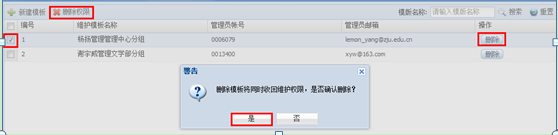 新建模板 删除权限 模板名称: 请输入模板名称 搜索 重置
编号 维护模板名称 管理员帐号 管理员邮箱 操作
1 杨扬管理管理中心分组 0006079 lemon_yang@zju.edu.cn 删除
2 谢宇威管理文学部分组 0013400 xyw@163.com 删除
警告
删除模板将同时收回维护权限，是否确认删除？
是 否